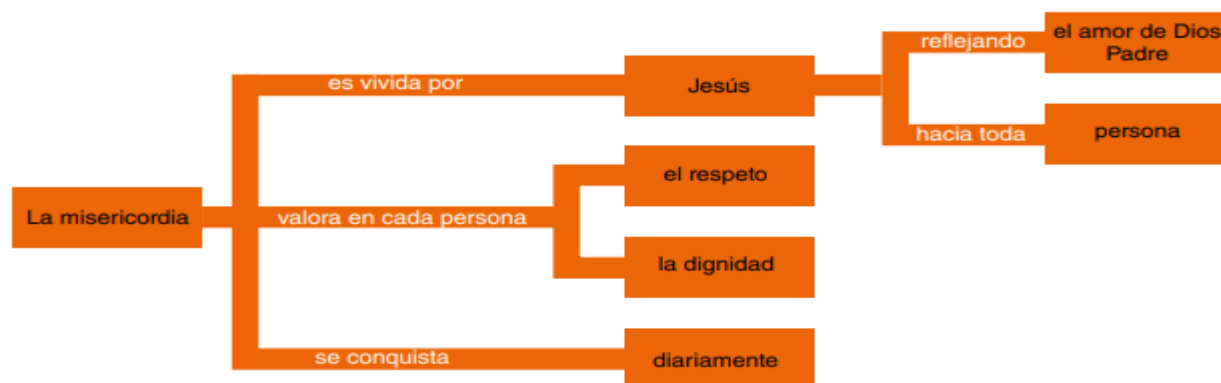 La misericordia
es vivida por
Jesús
reflejando
el amor de Dios
Padre
hacia toda
persona
valora en cada persona
el respeto
la dignidad
se conquista
diariamente